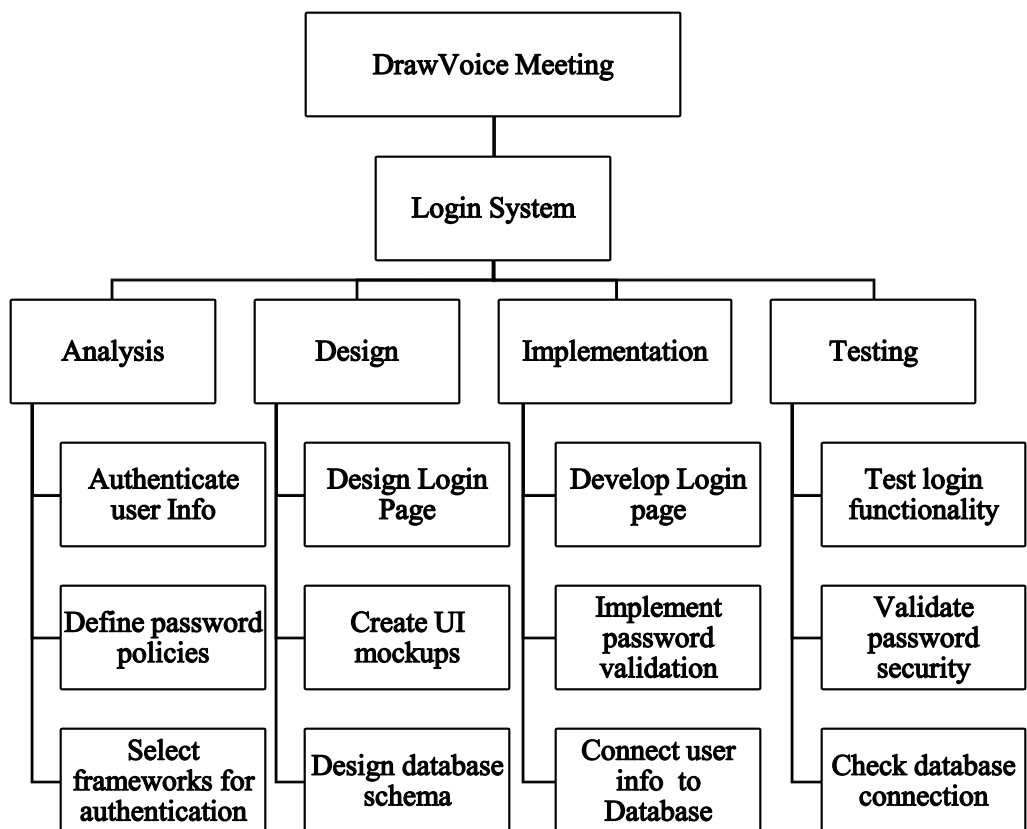 DrawVoice Meeting
Login System
Analysis
Design
Implementation
Testing
Authenticate
user Info
Define password
policies
Select
frameworks for
authentication
Design Login
Page
Create UI
mockups
Design database
schema
Develop Login
page
Implement
password
validation
Connect user
info to
Database
Test login
functionality
Validate
password
security
Check database
connection